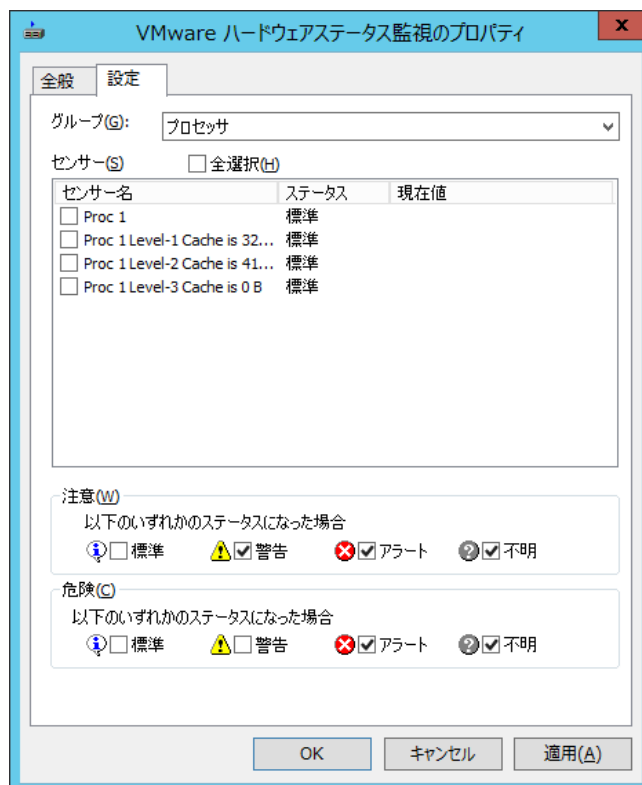 VMware ハードウェアステータス監視のプロパティ
x
全般 設定
グループ(G): プロセッサ
センサー(S) 全選択(H)
センサー名 ステータス 現在値
Proc 1 標準
Proc 1 Level-1 Cache is 32... 標準
Proc 1 Level-2 Cache is 41... 標準
Proc 1 Level-3 Cache is 0 B 標準
注意(W)
以下のいずれかのステータスになった場合
標準 警告 アラート 不明
危険(C)
以下のいずれかのステータスになった場合
標準 警告 アラート 不明
OK キャンセル 適用(A)